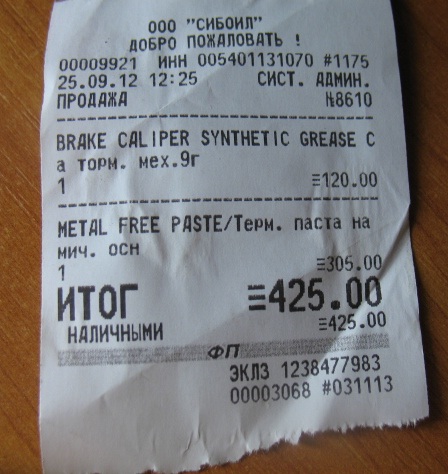 ООО "СИБОИЛ"
ДОБРО ПОЖАЛОВАТЬ !
00009921 ИНН 005401131070 #1175
25.09.12 12:25 СИСТ. АДМИН.
ПРОДАЖА №8610
BRAKE CALIPER SYNTHETIC GREASE С
а торм. мех.9г
1 ≡120.00
METAL FREE PASTE/Терм. паста на
мич. осн
1 ≡305.00
ИТОГ ≡425.00
НАЛИЧНЫМИ ≡425.00
ФП
ЭКЛЗ 1238477983
00003068 #031113